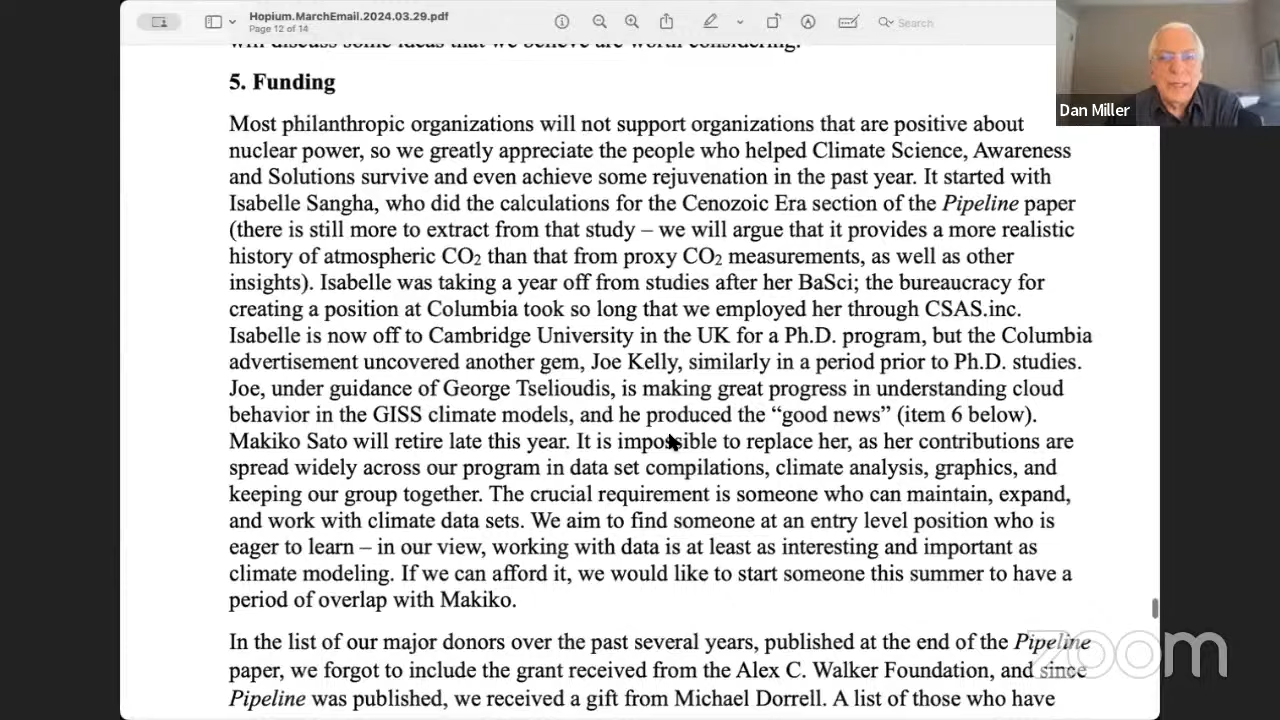 Hopium.MarchEmail.2024.03.29.pdf
Page 12 of 14
Search
will discuss some ideas that we believe are worth considering.
Dan Miller
5. Funding
Most philanthropic organizations will not support organizations that are positive about
nuclear power, so we greatly appreciate the people who helped Climate Science, Awareness
and Solutions survive and even achieve some rejuvenation in the past year. It started with
Isabelle Sangha, who did the calculations for the Cenozoic Era section of the Pipeline paper
(there is still more to extract from that study – we will argue that it provides a more realistic
history of atmospheric CO2 than that from proxy CO2 measurements, as well as other
insights). Isabelle was taking a year off from studies after her BaSci; the bureaucracy for
creating a position at Columbia took so long that we employed her through CSAS.inc.
Isabelle is now off to Cambridge University in the UK for a Ph.D. program, but the Columbia
advertisement uncovered another gem, Joe Kelly, similarly in a period prior to Ph.D. studies.
Joe, under guidance of George Tselioudis, is making great progress in understanding cloud
behavior in the GISS climate models, and he produced the “good news” (item 6 below).
Makiko Sato will retire late this year. It is impossible to replace her, as her contributions are
spread widely across our program in data set compilations, climate analysis, graphics, and
keeping our group together. The crucial requirement is someone who can maintain, expand,
and work with climate data sets. We aim to find someone at an entry level position who is
eager to learn – in our view, working with data is at least as interesting and important as
climate modeling. If we can afford it, we would like to start someone this summer to have a
period of overlap with Makiko.
In the list of our major donors over the past several years, published at the end of the Pipeline
paper, we forgot to include the grant received from the Alex C. Walker Foundation, and since
Pipeline was published, we received a gift from Michael Dorrell. A list of those who have
zoom